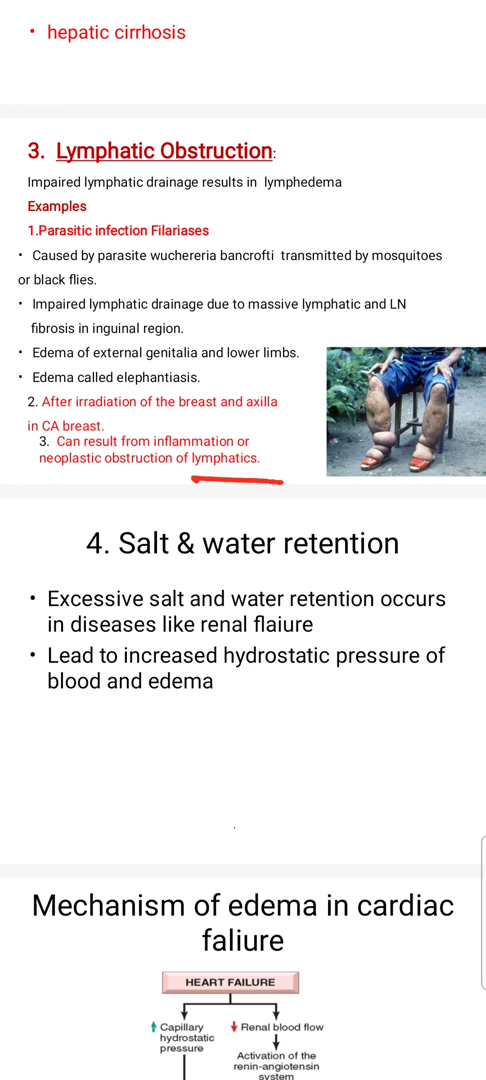 • hepatic cirrhosis
3. Lymphatic Obstruction:
Impaired lymphatic drainage results in lymphedema
Examples
1.Parasitic infection Filariases
• Caused by parasite wuchereria bancrofti transmitted by mosquitoes
or black flies.
• Impaired lymphatic drainage due to massive lymphatic and LN
fibrosis in inguinal region.
• Edema of external genitalia and lower limbs.
• Edema called elephantiasis.
2. After irradiation of the breast and axilla
in CA breast.
3. Can result from inflammation or
neoplastic obstruction of lymphatics.
4. Salt & water retention
• Excessive salt and water retention occurs
in diseases like renal flaiure
• Lead to increased hydrostatic pressure of
blood and edema
.
Mechanism of edema in cardiac
faliure
HEART FAILURE
Capillary
hydrostatic
pressure
Renal blood flow
Activation of the
renin-angiotensin
system